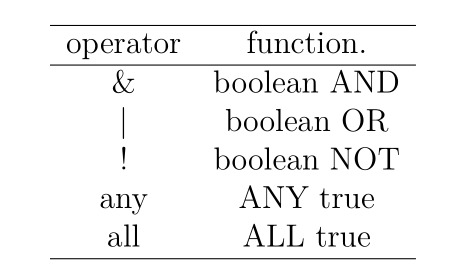 operator function.
& boolean AND
| boolean OR
! boolean NOT
any ANY true
all ALL true